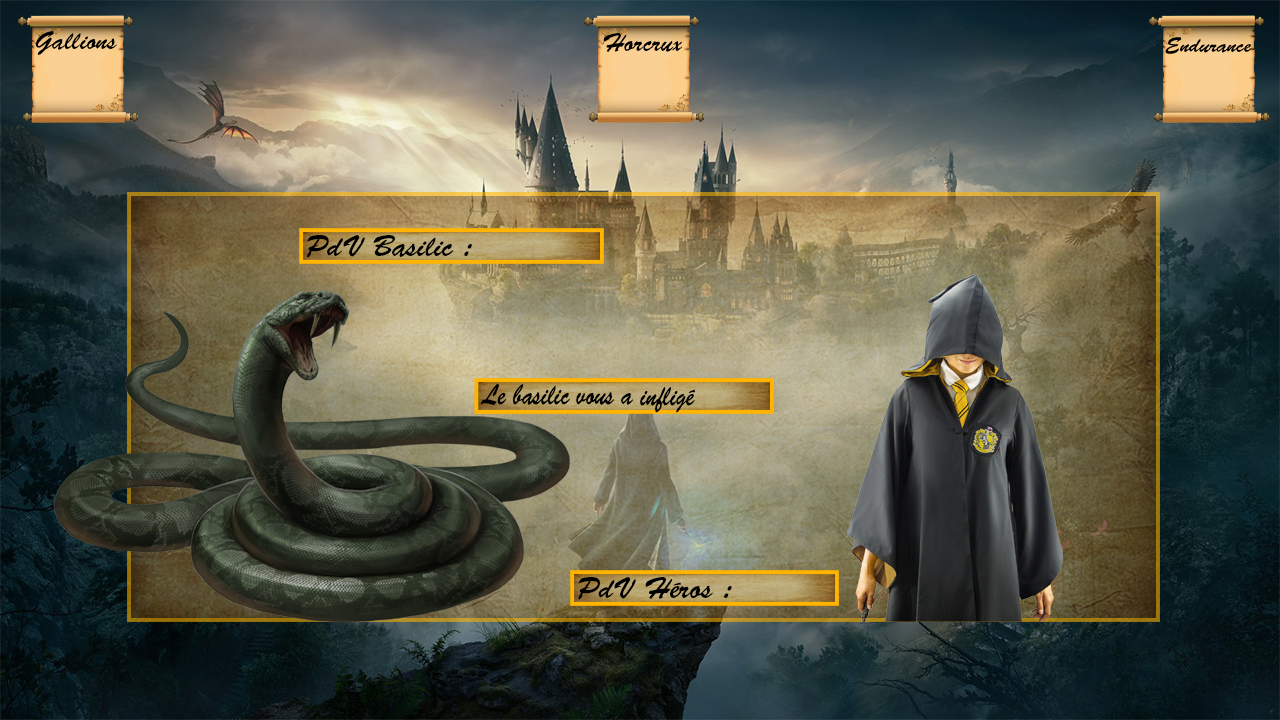 Gallions
Horcrux
Endurance
PdV Basilic :
Le basilic vous a infligé
PdV Héros :